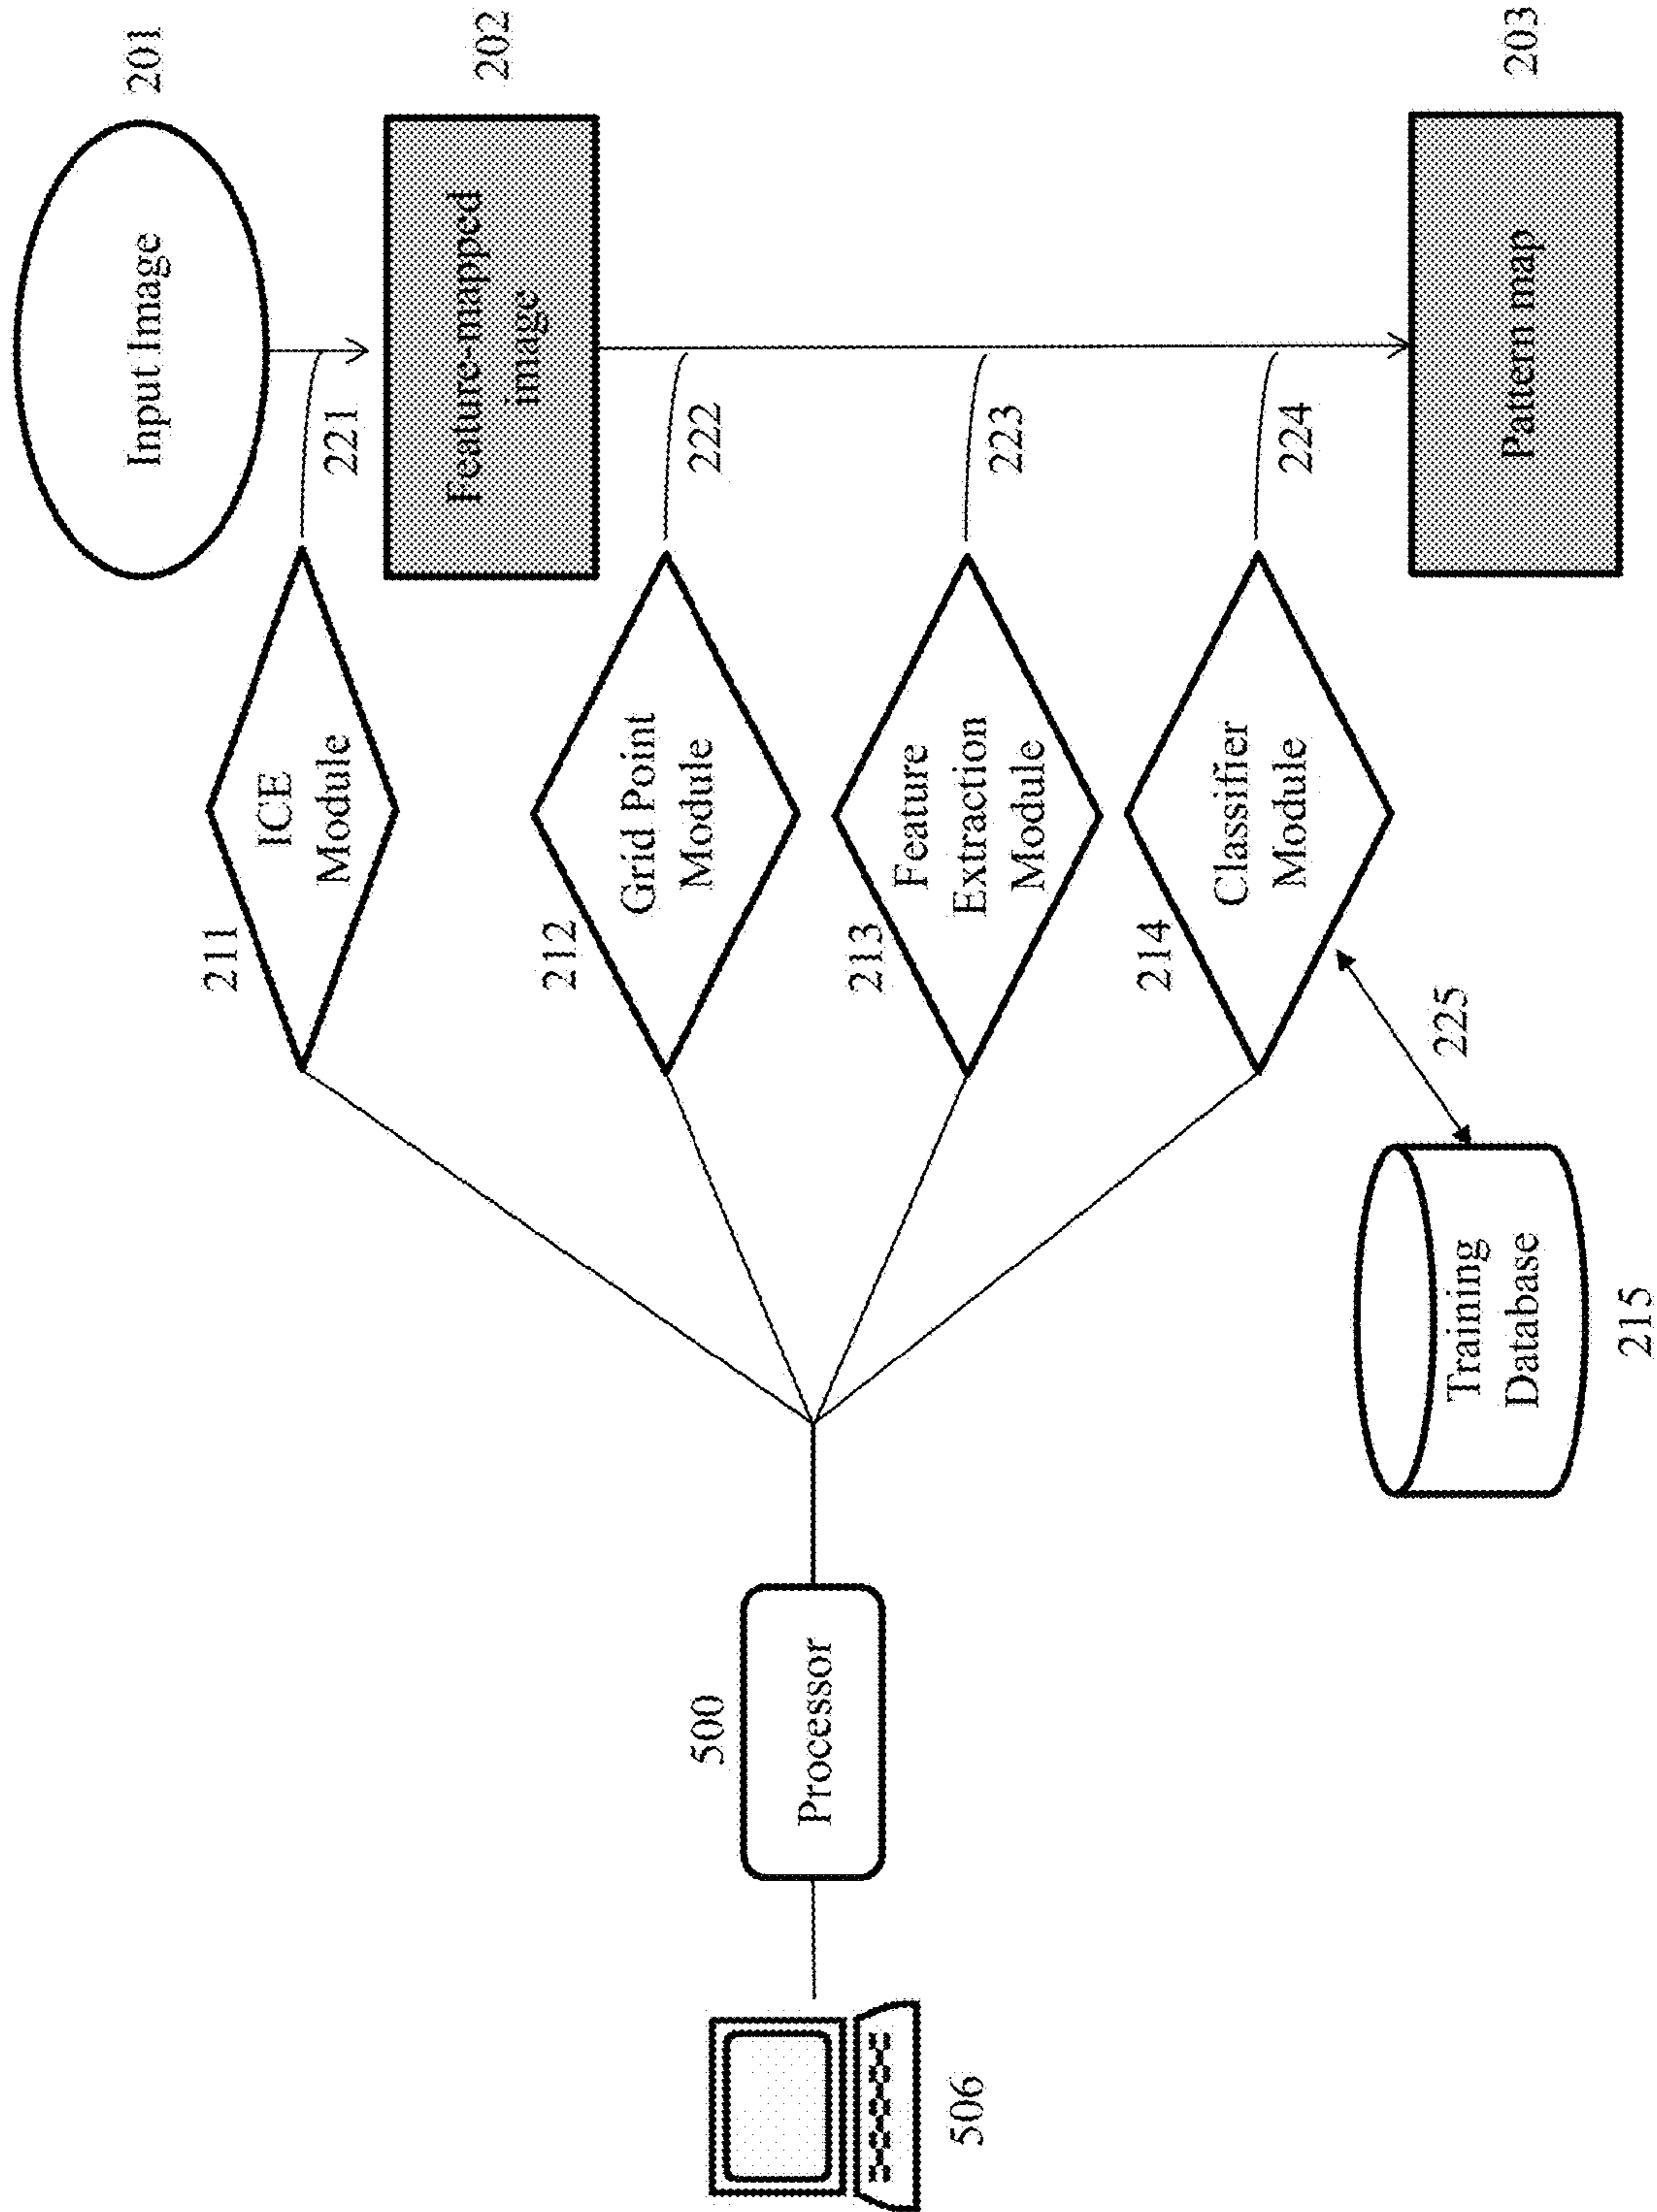 Input Image
201
221
Feature-mapped
image
202
ICE
Module
211
Grid Point
Module
212
222
Feature
Extraction
Module
213
223
Classifier
Module
214
224
Pattern map
203
225
Training
Database
215
Processor
500
506